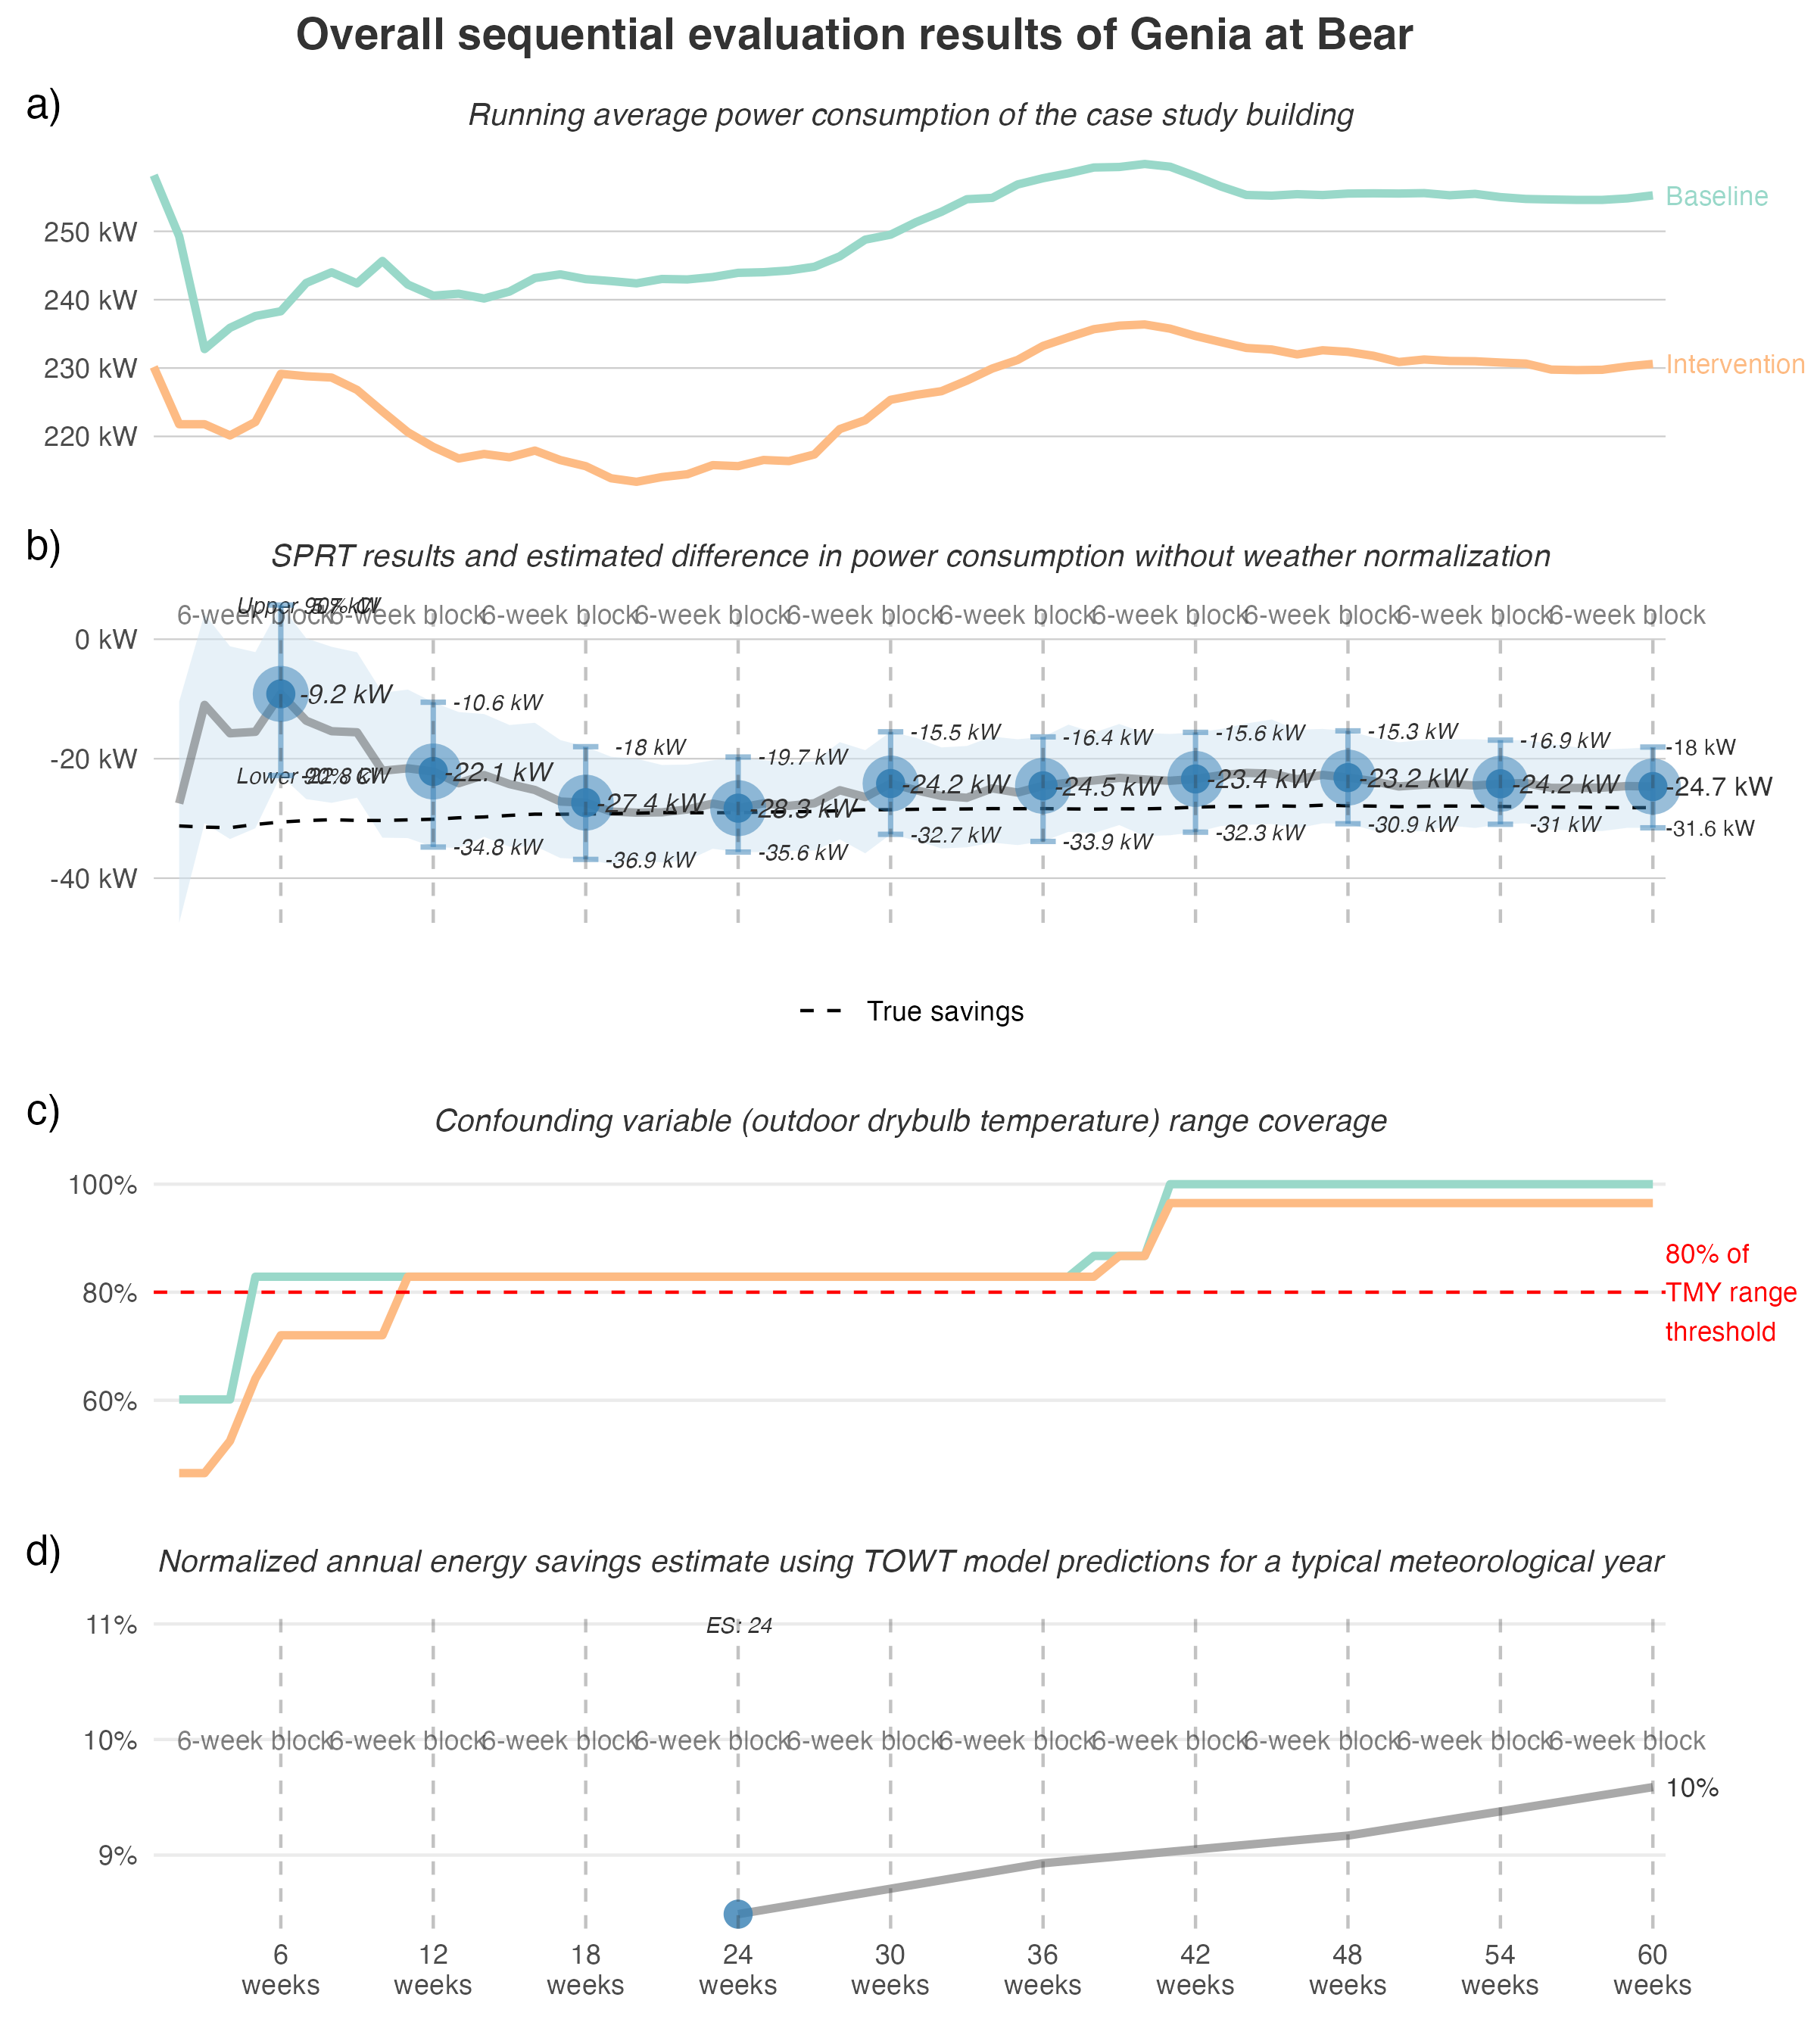 Overall sequential evaluation results of Genia at Bear
a)
Running average power consumption of the case study building
250 kW
240 kW
230 kW
220 kW
Baseline
Intervention
b)
SPRT results and estimated difference in power consumption without weather normalization
6-week block 6-week block 6-week block 6-week block 6-week block 6-week block 6-week block 6-week block 6-week block 6-week block
0 kW
-20 kW
-40 kW
Upper 90% CI
-9.2 kW
Lower 90% CI
-22.8 kW
-10.6 kW
-22.1 kW
-34.8 kW
-18 kW
-27.4 kW
-36.9 kW
-19.7 kW
-28.3 kW
-35.6 kW
-15.5 kW
-24.2 kW
-32.7 kW
-16.4 kW
-24.5 kW
-33.9 kW
-15.6 kW
-23.4 kW
-32.3 kW
-15.3 kW
-23.2 kW
-30.9 kW
-16.9 kW
-24.2 kW
-31 kW
-18 kW
-24.7 kW
-31.6 kW
True savings
c)
Confounding variable (outdoor drybulb temperature) range coverage
100%
80%
60%
80% of
TMY range
threshold
d)
Normalized annual energy savings estimate using TOWT model predictions for a typical meteorological year
11%
10%
9%
ES: 24
6-week block 6-week block 6-week block 6-week block 6-week block 6-week block 6-week block 6-week block 6-week block 6-week block
10%
6 weeks
12 weeks
18 weeks
24 weeks
30 weeks
36 weeks
42 weeks
48 weeks
54 weeks
60 weeks